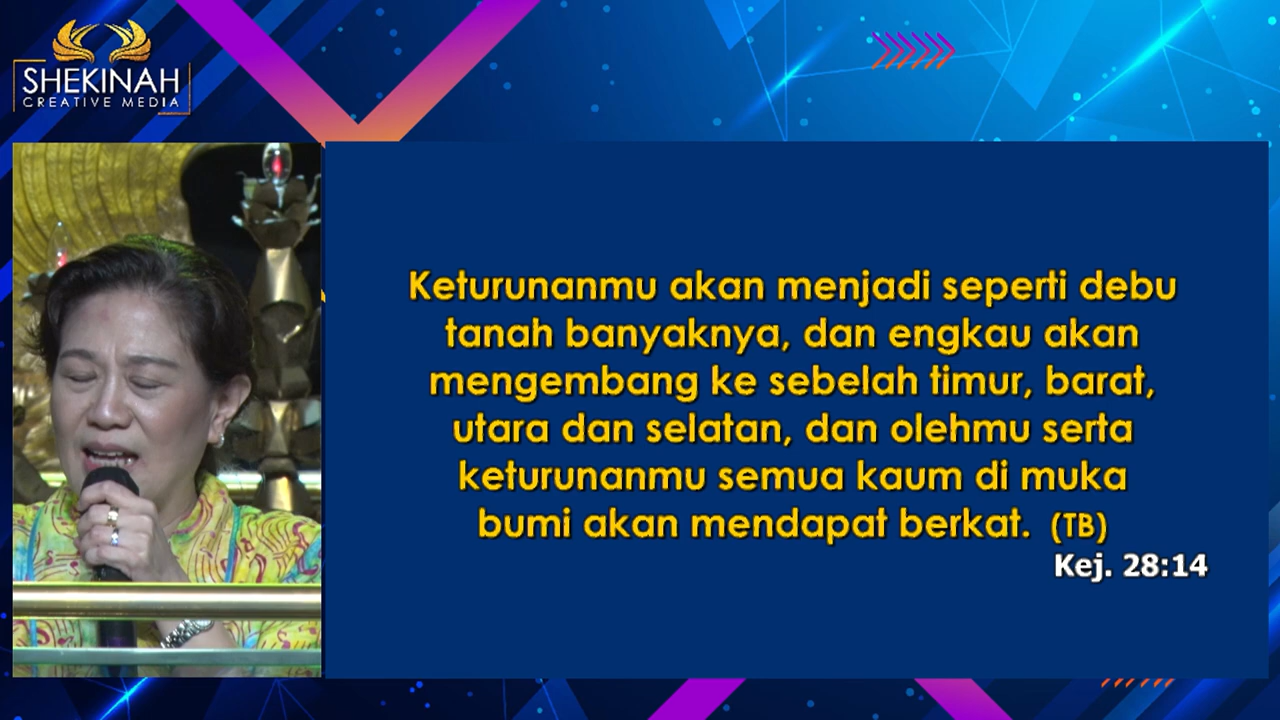 SHEKINAH
CREATIVE MEDIA
Keturunanmu akan menjadi seperti debu
tanah banyaknya, dan engkau akan
mengembang ke sebelah timur, barat,
utara dan selatan, dan olehmu serta
keturunanmu semua kaum di muka
bumi akan mendapat berkat. (TB)
Kej. 28:14